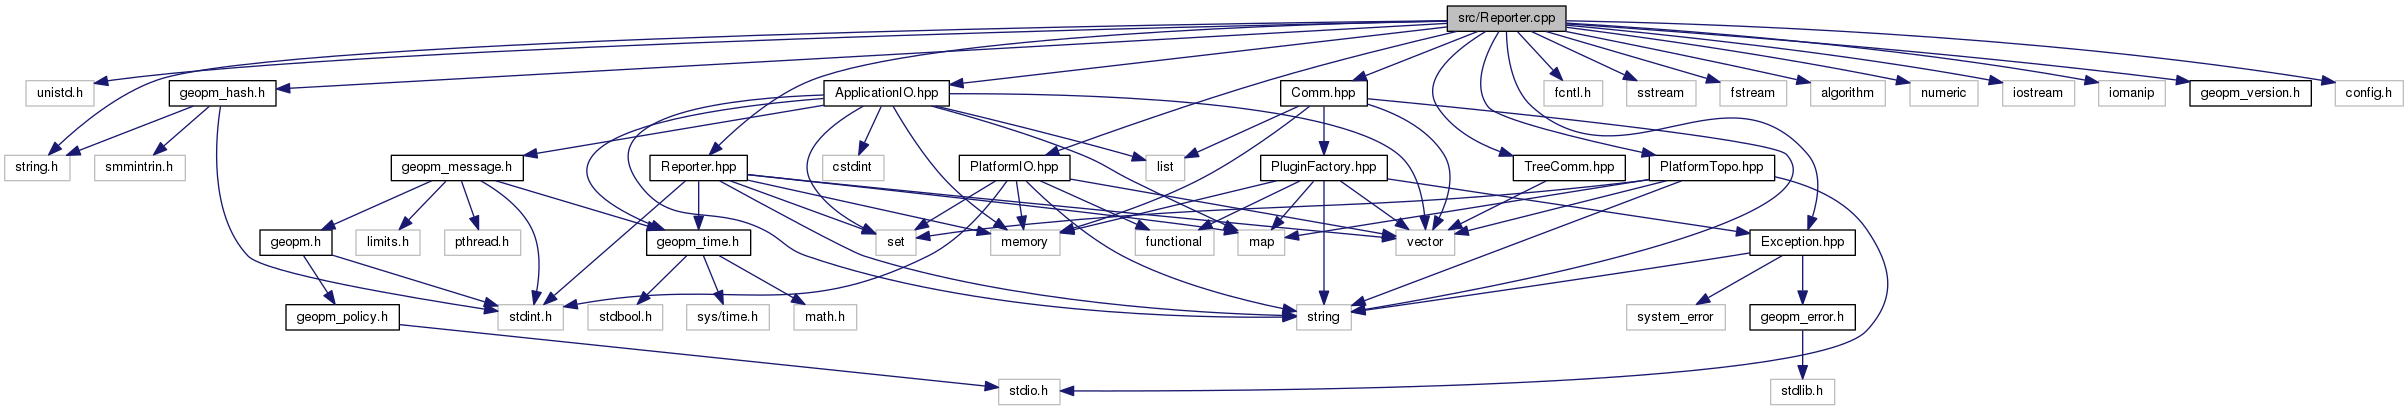 src/Reporter.cpp
unistd.h
geopm_hash.h
ApplicationIO.hpp
Comm.hpp
fcntl.h
sstream
fstream
algorithm
numeric
iostream
iomanip
geopm_version.h
config.h
string.h
smmintrin.h
geopm_message.h
Reporter.hpp
cstdint
PlatformIO.hpp
list
PluginFactory.hpp
TreeComm.hpp
PlatformTopo.hpp
geopm.h
limits.h
pthread.h
geopm_time.h
set
memory
functional
map
vector
Exception.hpp
geopm_policy.h
stdint.h
stdbool.h
sys/time.h
math.h
string
system_error
geopm_error.h
stdio.h
stdlib.h